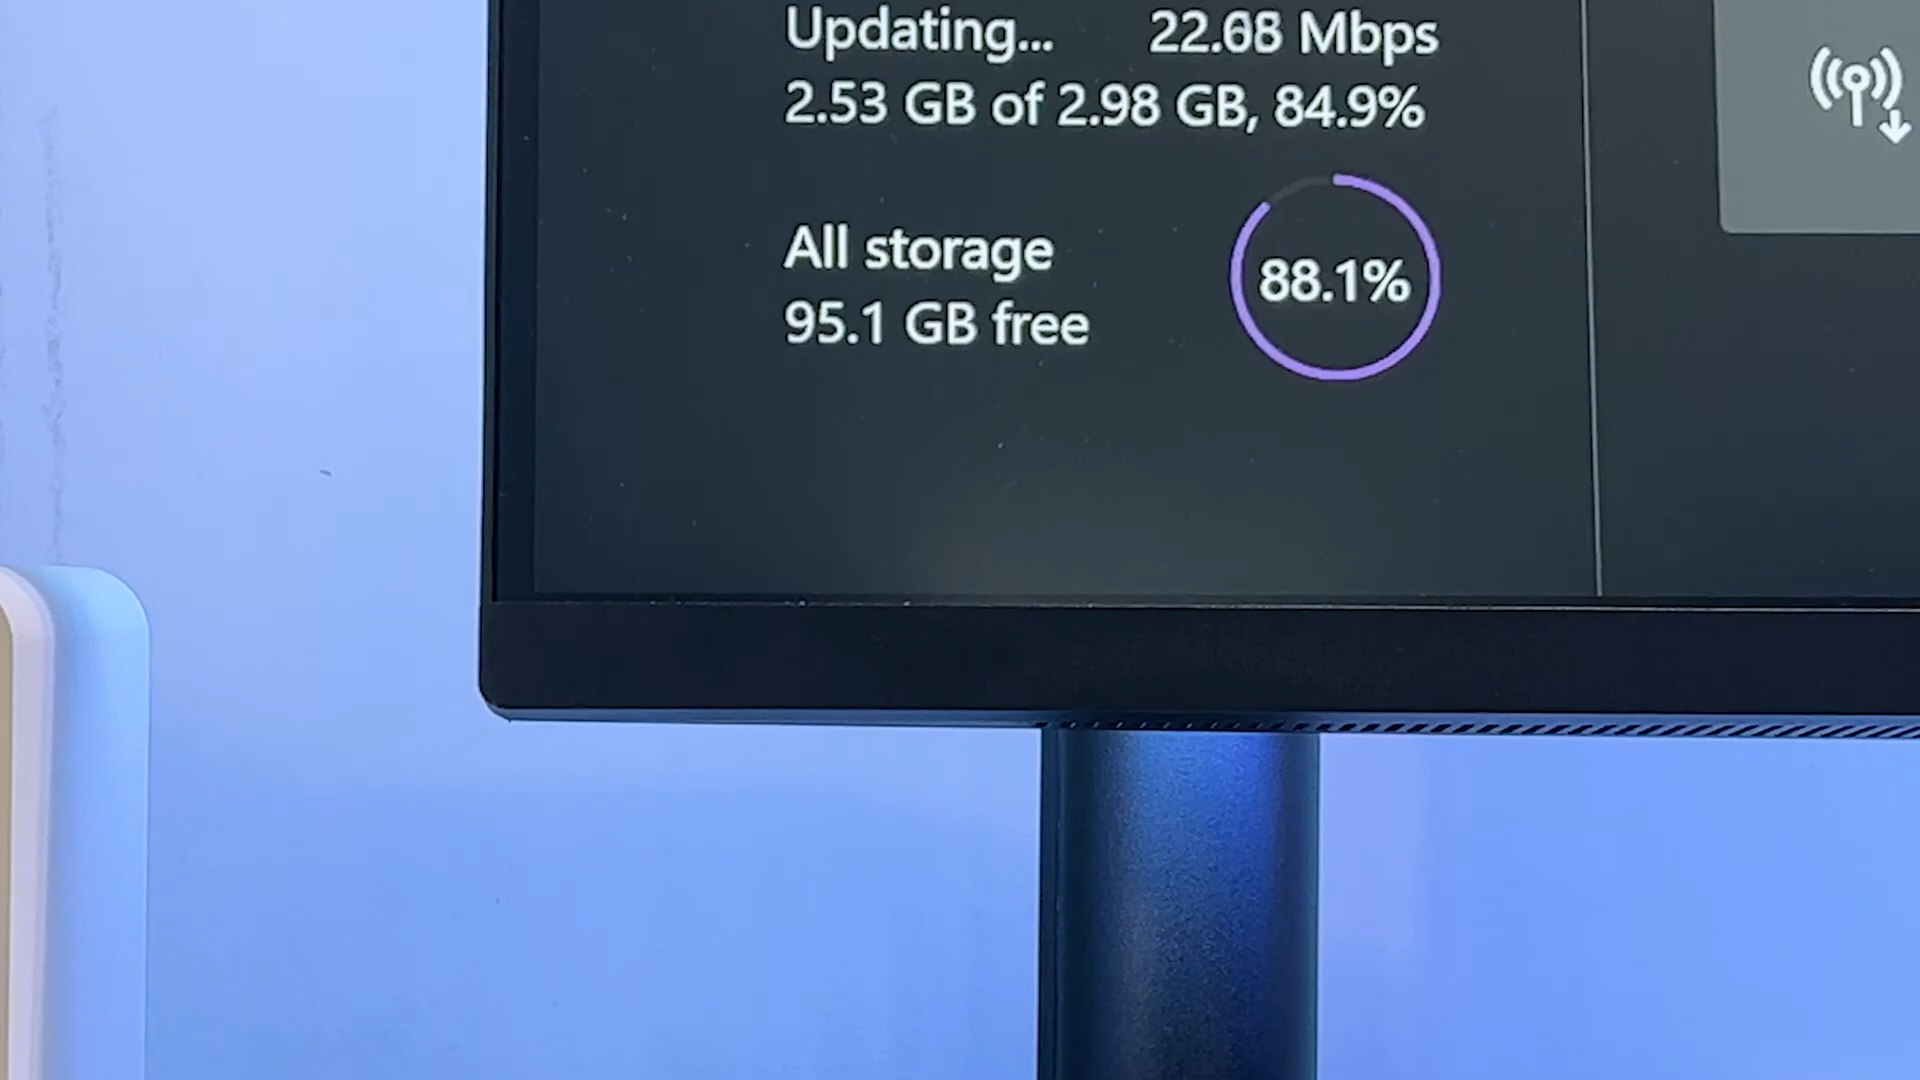 Updating... 22.68 Mbps
2.53 GB of 2.98 GB, 84.9%
All storage
95.1 GB free
88.1%